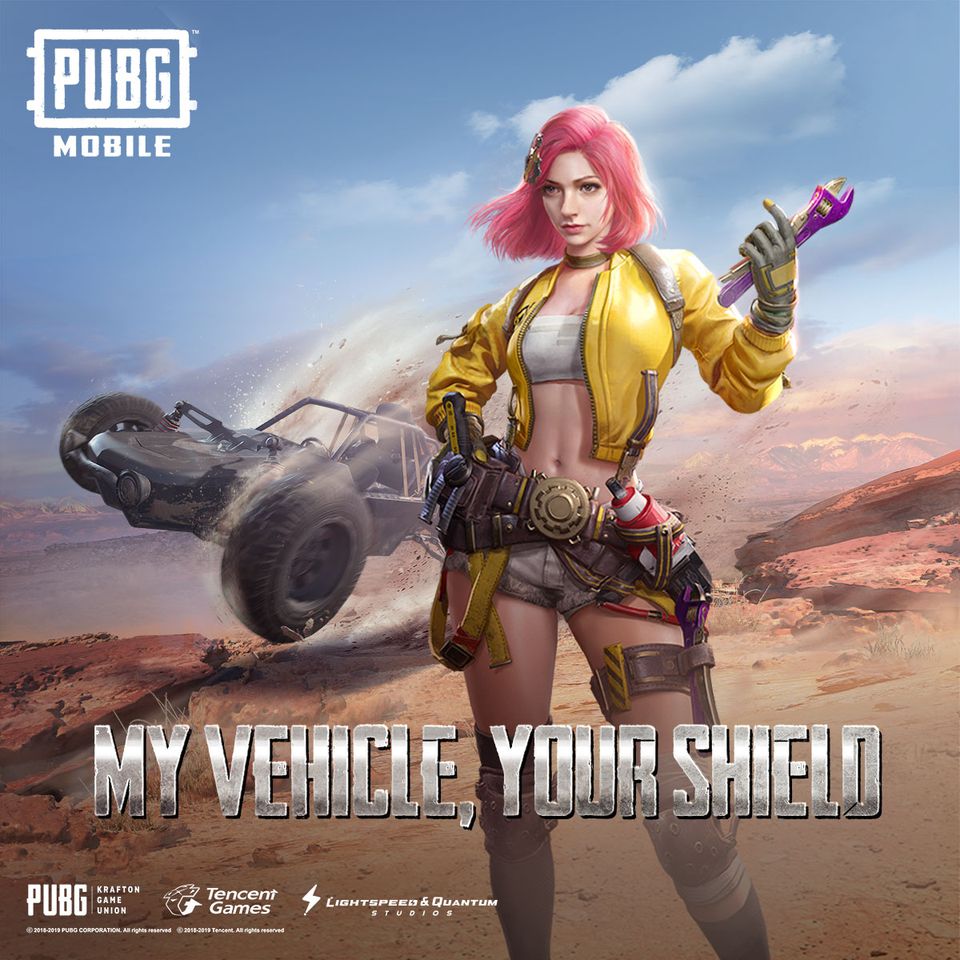 PUBG
™
MOBILE
MY VEHICLE, YOUR SHIELD
PUBG
KRAFTON
GAME
UNION
Tencent
Games
LIGHTSPEED & QUANTUM
STUDIOS
© 2018-2019 PUBG CORPORATION. All rights reserved
© 2018-2019 Tencent. All rights reserved